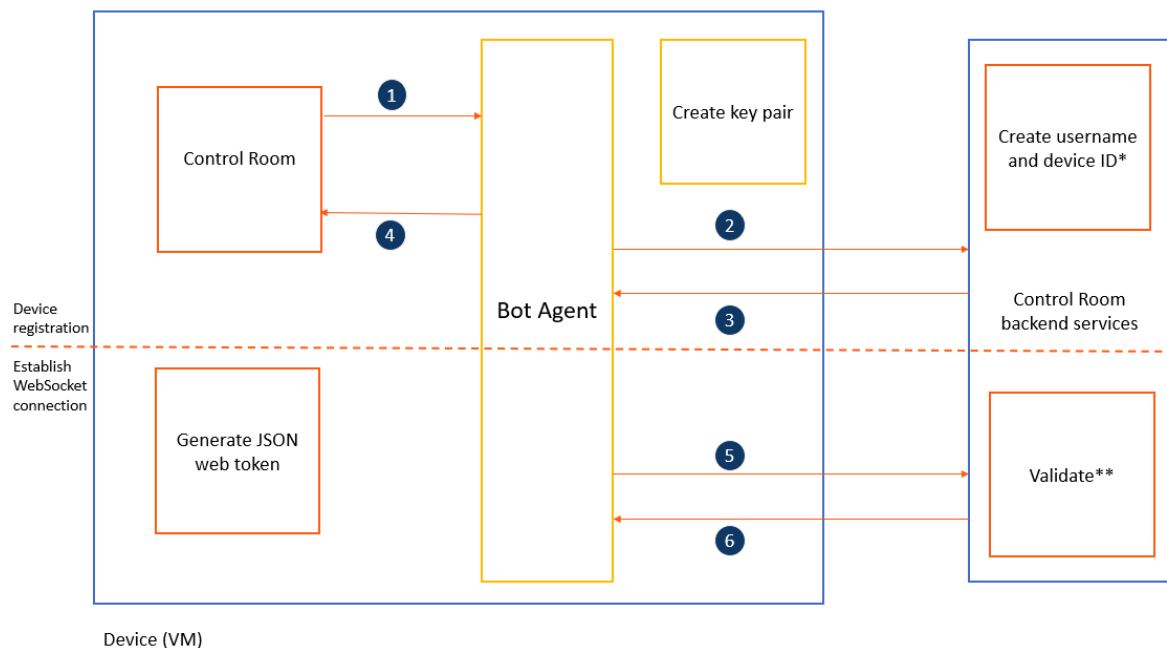 1
Control Room
4
Bot Agent
Create key pair
2
3
Create username
and device ID*
Control Room
backend services
Device
registration
Establish
WebSocket
connection
Generate JSON
web token
5
6
Validate**
Device (VM)